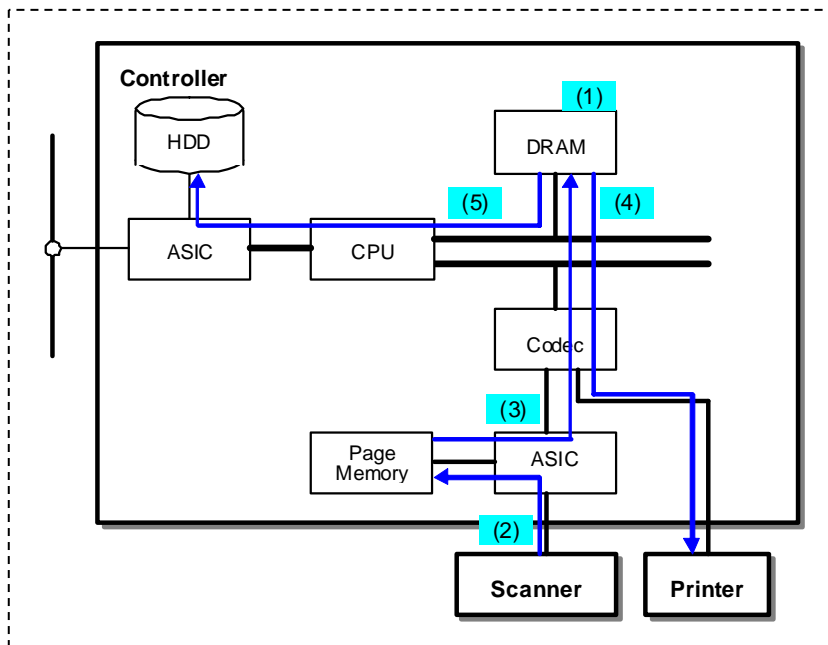 Controller
(1)
HDD
DRAM
(5)
(4)
ASIC
CPU
Codec
(3)
Page
Memory
ASIC
(2)
Scanner
Printer